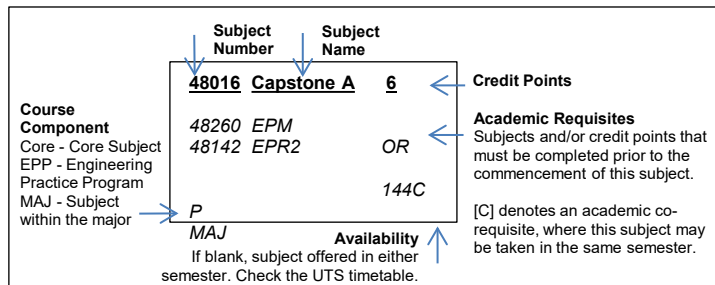 Subject Number
Subject Name
48016 Capstone A 6
Credit Points
48260 EPM
48142 EPR2 OR
144C
P
MAJ
Course Component
Core - Core Subject
EPP - Engineering
Practice Program
MAJ - Subject
within the major
Academic Requisites
Subjects and/or credit points that
must be completed prior to the
commencement of this subject.
[C] denotes an academic co-
requisite, where this subject may
be taken in the same semester.
Availability
If blank, subject offered in either
semester. Check the UTS timetable.